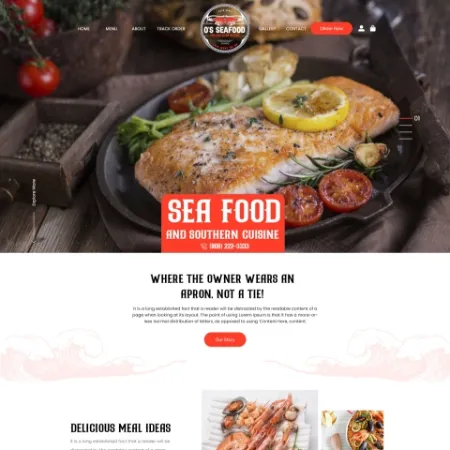 HOME MENU ABOUT TRACK ORDER
O'S SEAFOOD
GALLERY CONTACT Order Now
01
Explore More
SEA FOOD
AND SOUTHERN CUISINE
WHERE THE OWNER WEARS AN
APRON, NOT A TIE!
It is a long established fact that a reader will be distracted by the readable content of a
page when looking at its layout. The point of using Lorem Ipsum is that it has a more-or-
less normal distribution of letters, as opposed to using 'Content here, content
Our Menu
DELICIOUS MEAL IDEAS
It is a long established fact that a reader will be